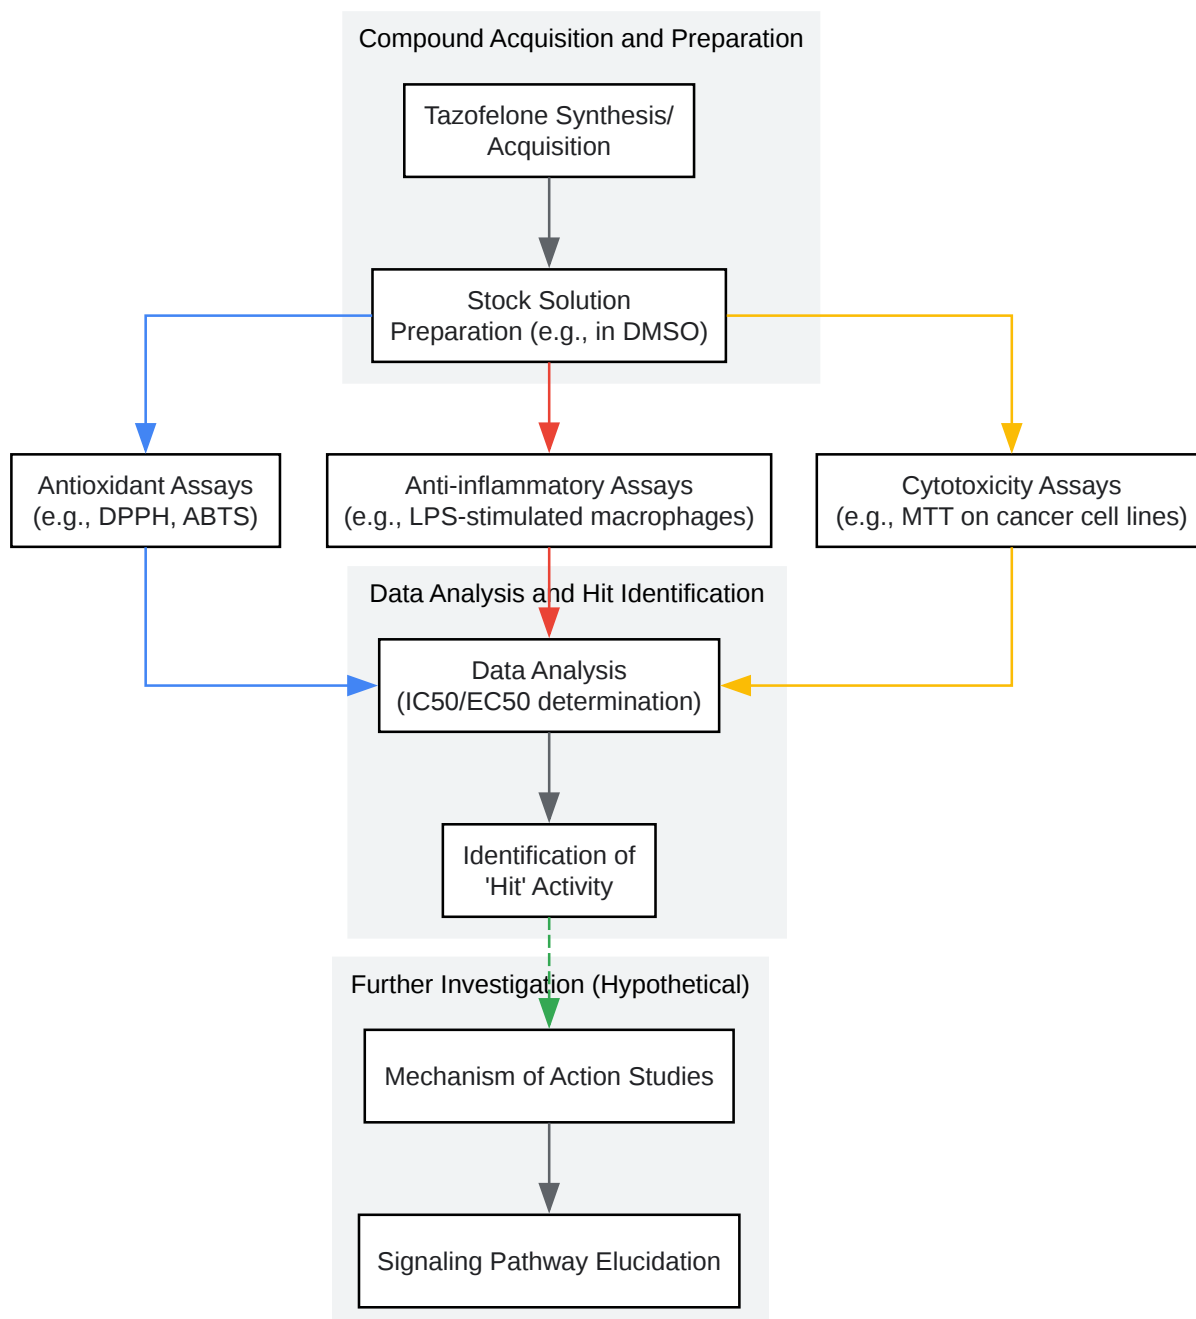 Compound Acquisition and Preparation
Tazofelone Synthesis/
Acquisition
Stock Solution
Preparation (e.g., in DMSO)
Antioxidant Assays
(e.g., DPPH, ABTS)
Anti-inflammatory Assays
(e.g., LPS-stimulated macrophages)
Cytotoxicity Assays
(e.g., MTT on cancer cell lines)
Data Analysis and Hit Identification
Data Analysis
(IC50/EC50 determination)
Identification of
'Hit' Activity
Further Investigation (Hypothetical)
Mechanism of Action Studies
Signaling Pathway Elucidation